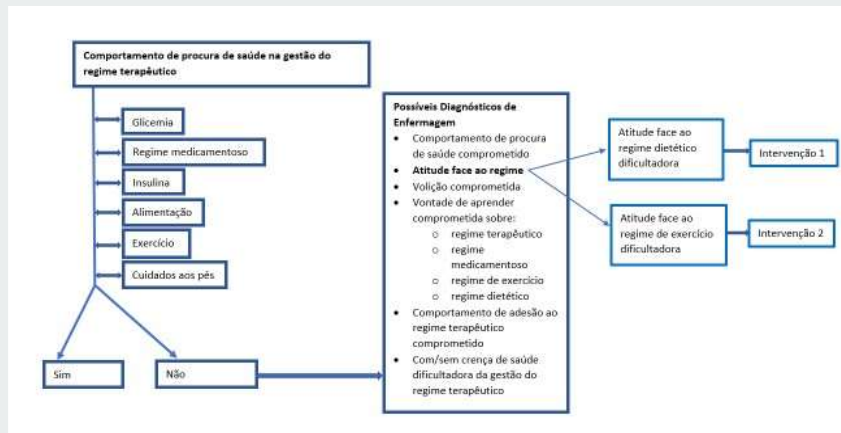 Comportamento de procura de saúde na gestão do
regime terapêutico
Glicemia
Regime medicamentoso
Insulina
Alimentação
Exercício
Cuidados aos pés
Sim
Não
Possíveis Diagnósticos de
Enfermagem
• Comportamento de procura
de saúde comprometido
• Atitude face ao regime
• Volição comprometida
• Vontade de aprender
comprometida sobre:
o regime terapêutico
o regime
medicamentoso
o regime de exercício
o regime dietético
• Comportamento de adesão ao
regime terapêutico
comprometido
• Com/sem crença de saúde
dificultadora da gestão do
regime terapêutico
Atitude face ao
regime dietético
dificultadora
Intervenção 1
Atitude face ao
regime de exercício
dificultadora
Intervenção 2